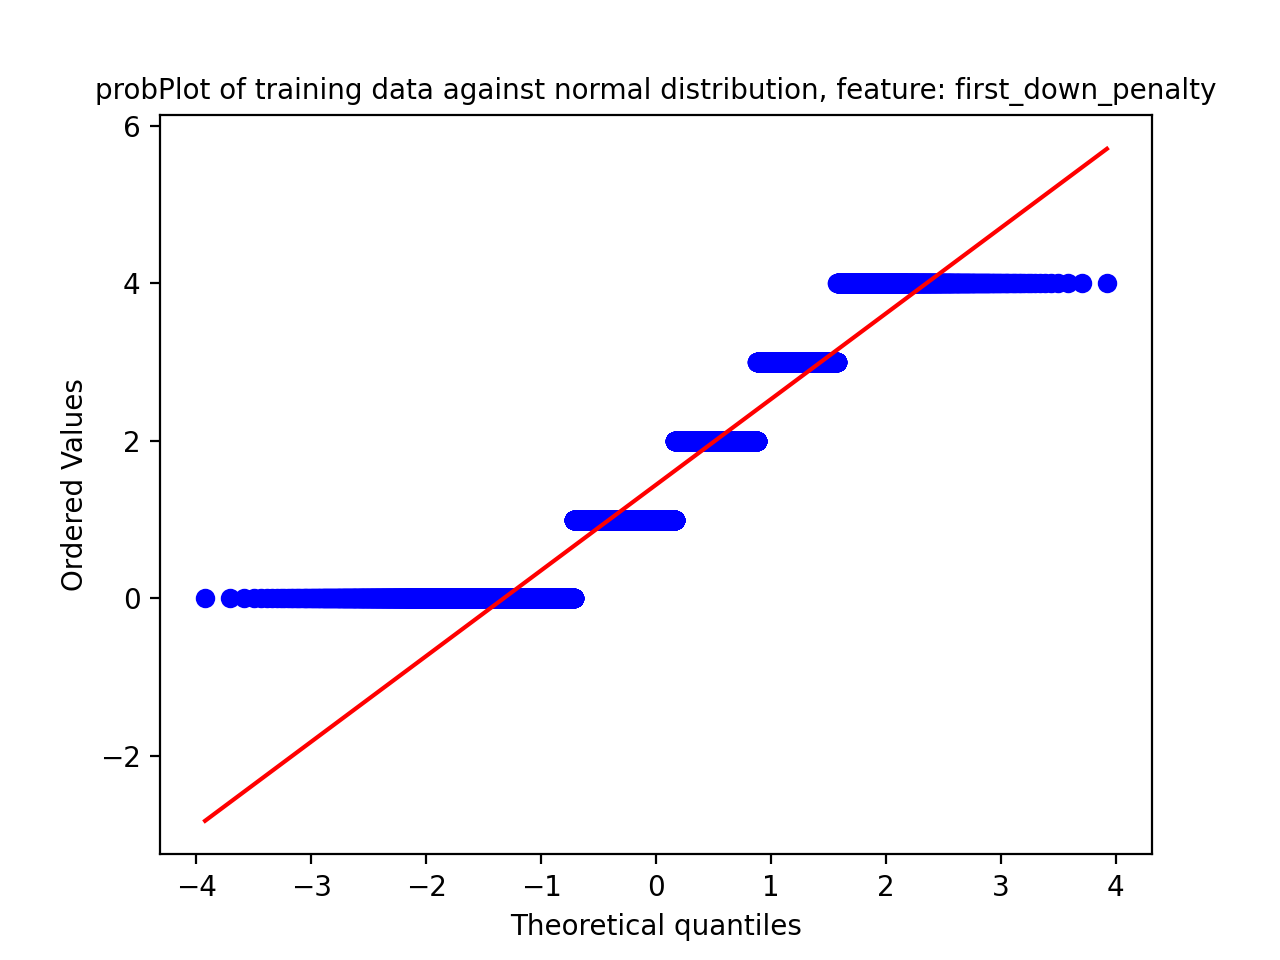 probPlot of training data against normal distribution, feature: first_down_penalty
6
4
2
0
−2
Ordered Values
−4 −3 −2 −1 0 1 2 3 4
Theoretical quantiles